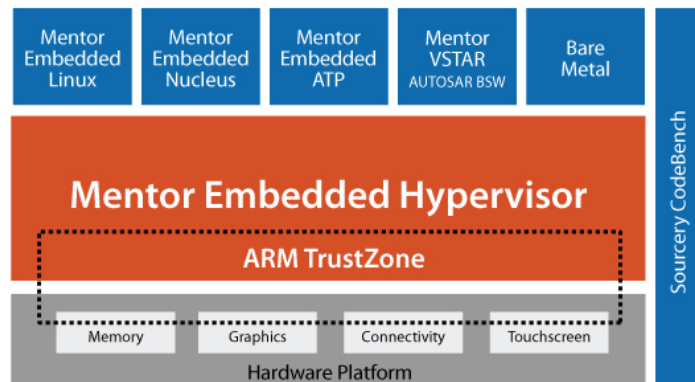 Mentor
Embedded
Linux
Mentor
Embedded
Nucleus
Mentor
Embedded
ATP
Mentor
VSTAR
AUTOSAR BSW
Bare
Metal
Sourcery CodeBench
Mentor Embedded Hypervisor
ARM TrustZone
Memory
Graphics
Connectivity
Touchscreen
Hardware Platform